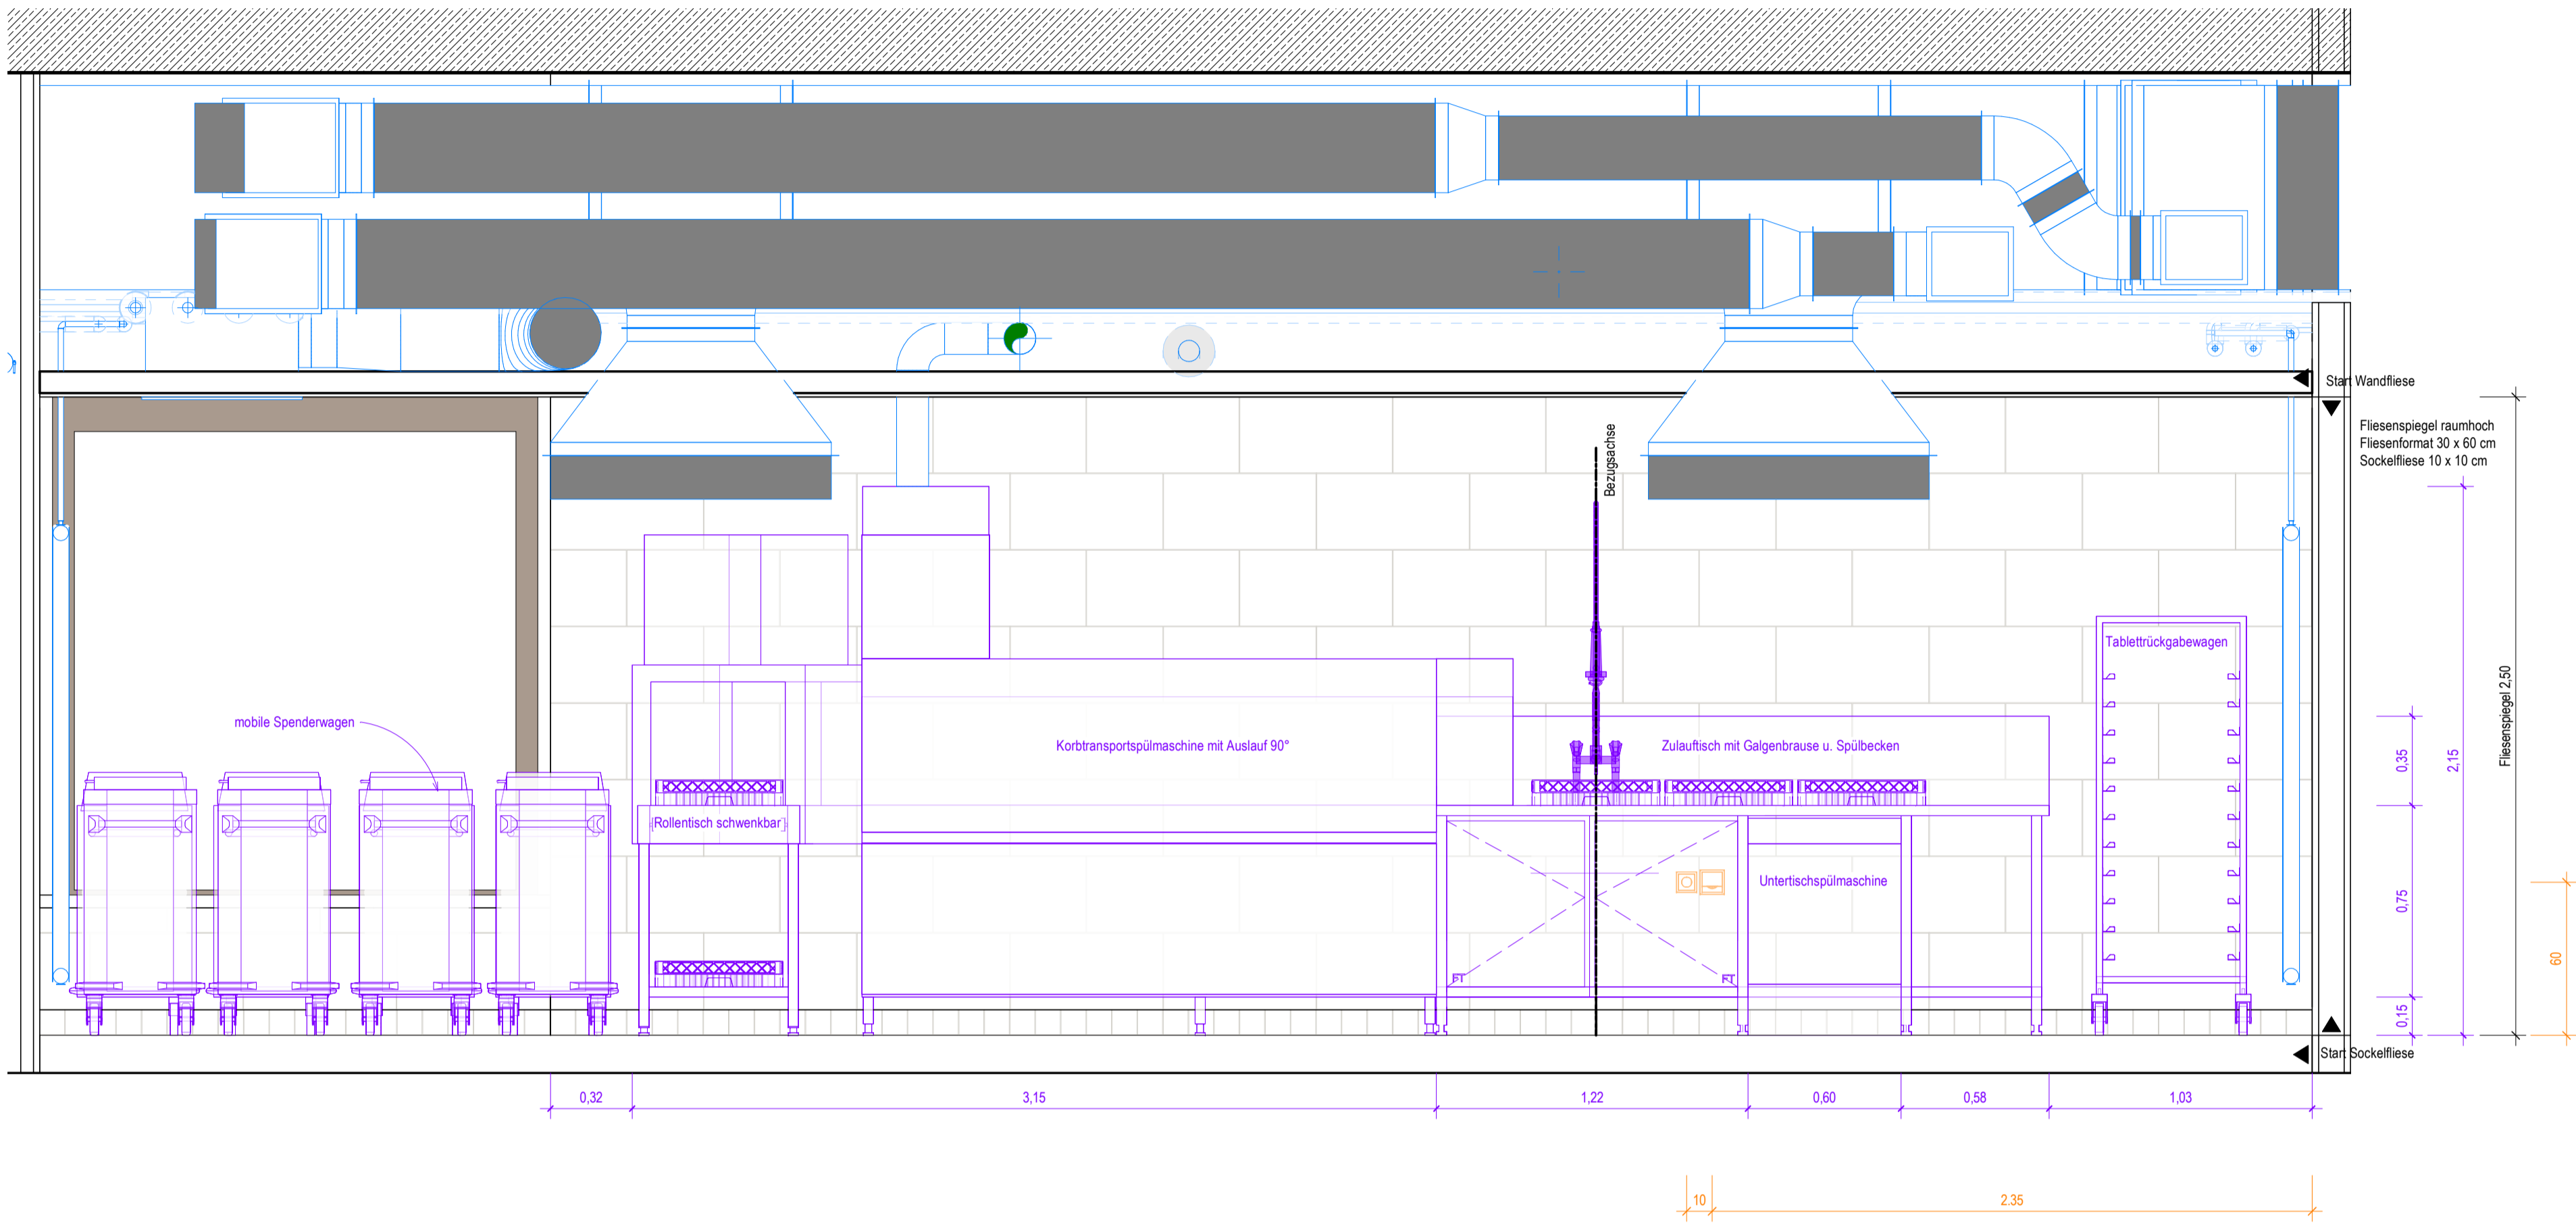 Start Wandfliese
Fliesenspiegel raumhoch
Fliesenformat 30 x 60 cm
Sockelfliese 10 x 10 cm
Bezugsachse
Tablettrückgabewagen
mobile Spenderwagen
Korbtransportspülmaschine mit Auslauf 90°
Zulauftisch mit Galgenbrause u. Spülbecken
Rollentisch schwenkbar
Untertischspülmaschine
FT
FT
0,35
0,75
0,15
2,15
Fliesenspiegel 2,50
60
Start Sockelfliese
0,32
3,15
1,22
0,60
0,58
1,03
10
2.35